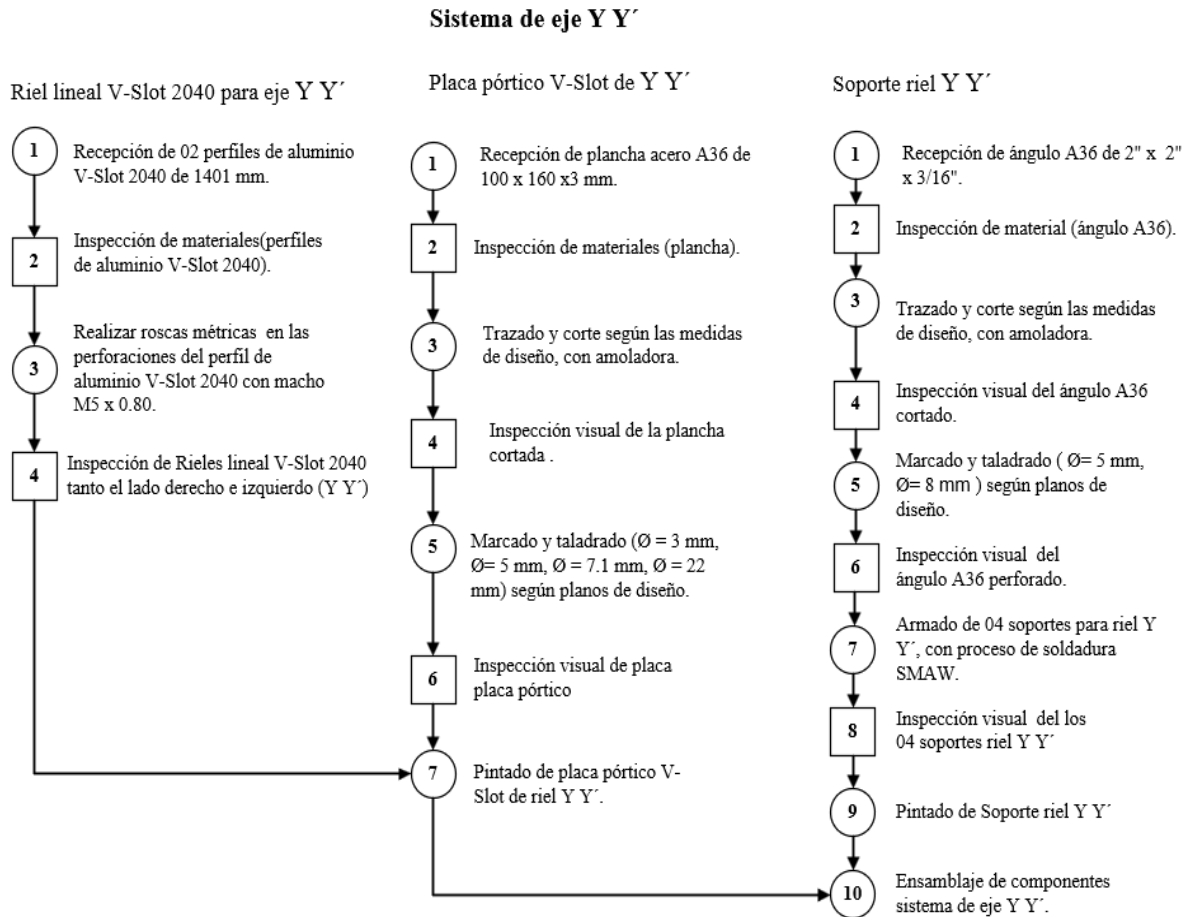 Sistema de eje Y Y´
Riel lineal V-Slot 2040 para eje Y Y´
1
Recepción de 02 perfiles de aluminio
V-Slot 2040 de 1401 mm.
2
Inspección de materiales(perfiles
de aluminio V-Slot 2040).
3
Realizar roscas métricas en las
perforaciones del perfil de
aluminio V-Slot 2040 con macho
M5 x 0.80.
4
Inspección de Rieles lineal V-Slot 2040
tanto el lado derecho e izquierdo (Y Y´)
Placa pórtico V-Slot de Y Y´
1
Recepción de plancha acero A36 de
100 x 160 x3 mm.
2
Inspección de materiales (plancha).
3
Trazado y corte según las medidas
de diseño, con amoladora.
4
Inspección visual de la plancha
cortada .
5
Marcado y taladrado (Ø = 3 mm,
Ø= 5 mm, Ø = 7.1 mm, Ø = 22
mm) según planos de diseño.
6
Inspección visual de placa
placa pórtico
7
Pintado de placa pórtico V-
Slot de riel Y Y´.
Soporte riel Y Y´
1
Recepción de ángulo A36 de 2" x 2"
x 3/16".
2
Inspección de material (ángulo A36).
3
Trazado y corte según las medidas
de diseño, con amoladora.
4
Inspección visual del ángulo A36
cortado.
5
Marcado y taladrado ( Ø= 5 mm,
Ø= 8 mm ) según planos de
diseño.
6
Inspección visual del
ángulo A36 perforado.
7
Armado de 04 soportes para riel Y
Y´, con proceso de soldadura
SMAW.
8
Inspección visual del los
04 soportes riel Y Y´
9
Pintado de Soporte riel Y Y´
10
Ensamblaje de componentes
sistema de eje Y Y´.